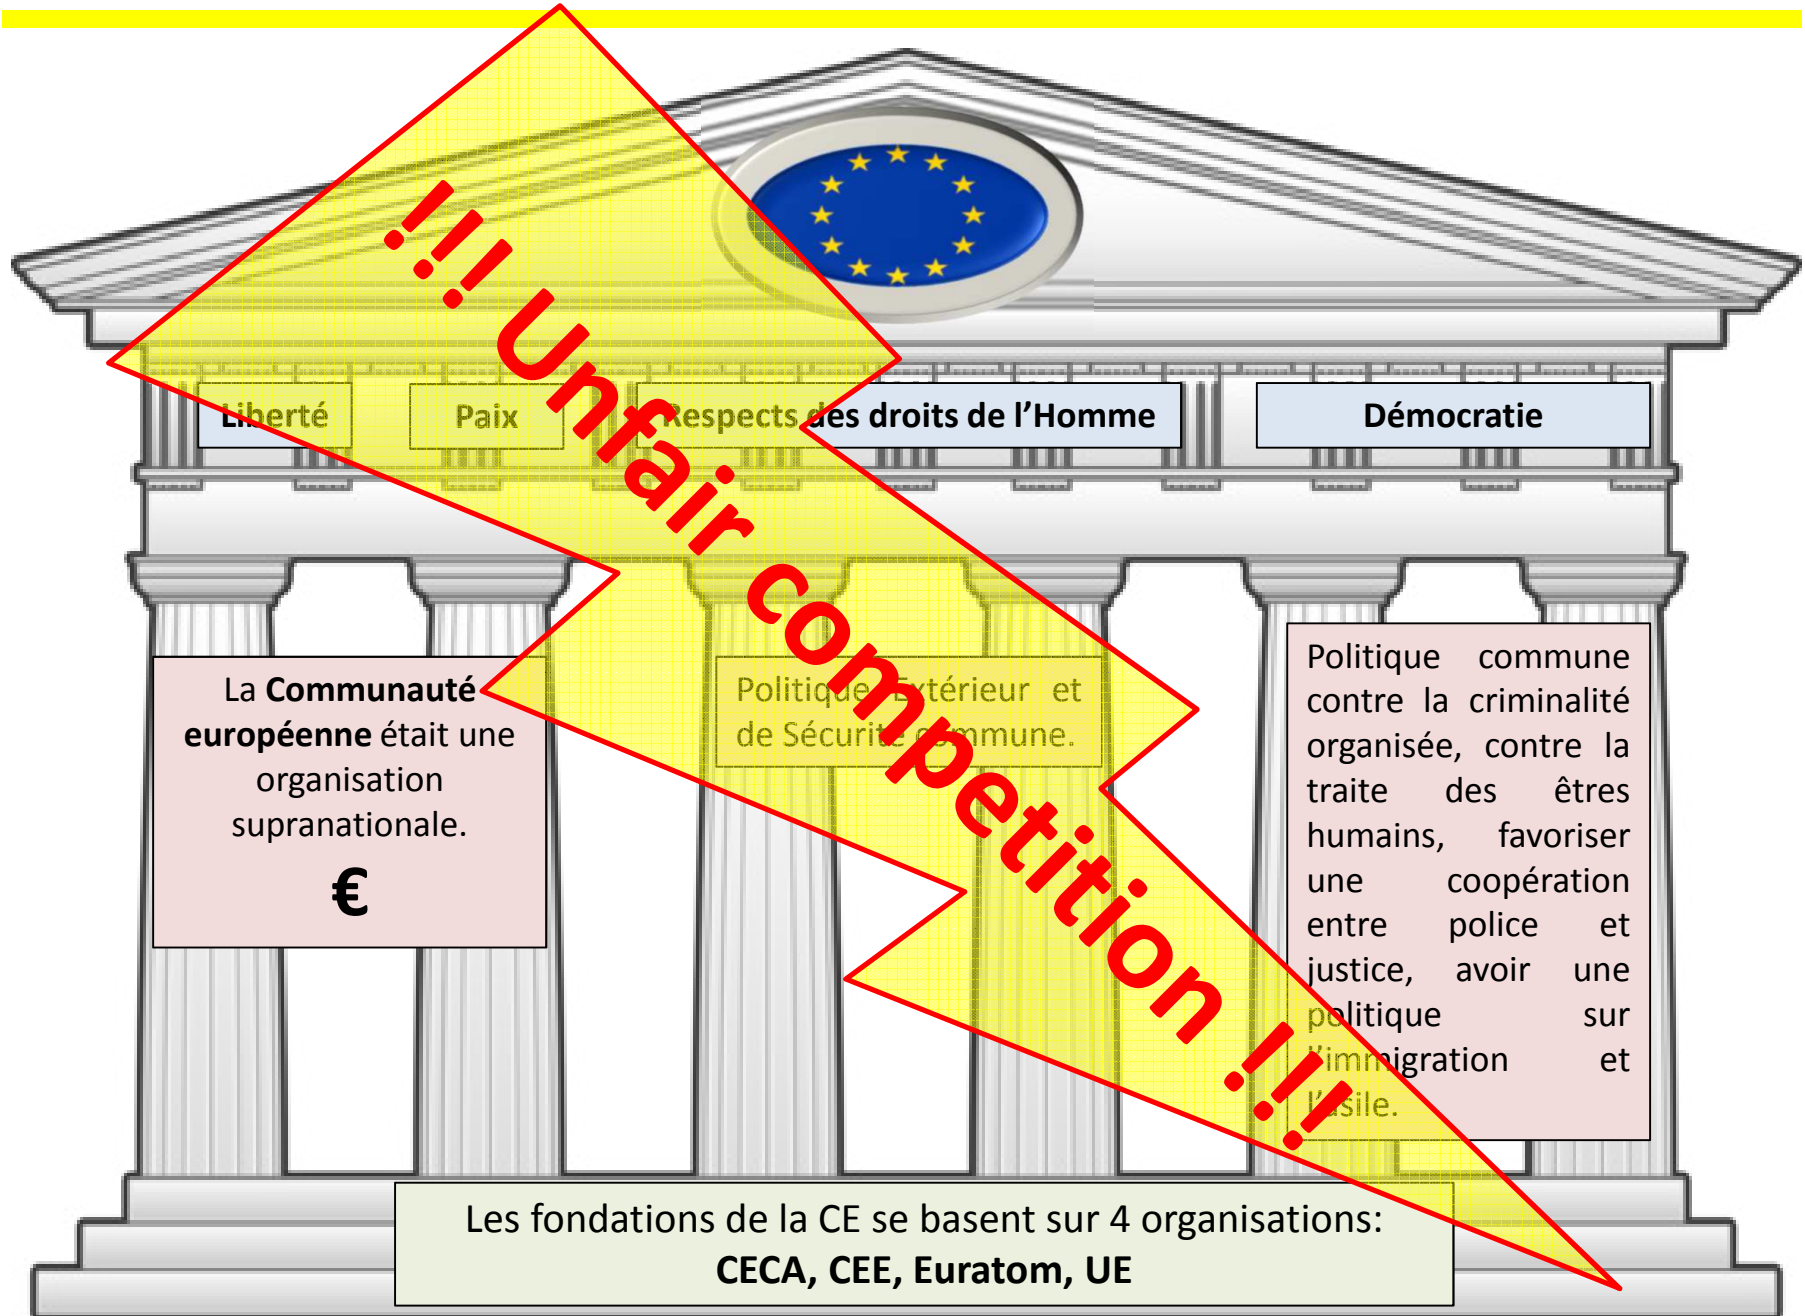 !!! Unfair competition !!!
Liberté
Paix
Respects des droits de l’Homme
Démocratie
La Communauté
européenne était une
organisation
supranationale.
€
Politique Extérieur et
de Sécurité commune.
Politique commune
contre la criminalité
organisée, contre la
traite des êtres
humains, favoriser
une coopération
entre police et
justice, avoir une
politique sur
l’immigration et
l’asile.
Les fondations de la CE se basent sur 4 organisations:
CECA, CEE, Euratom, UE